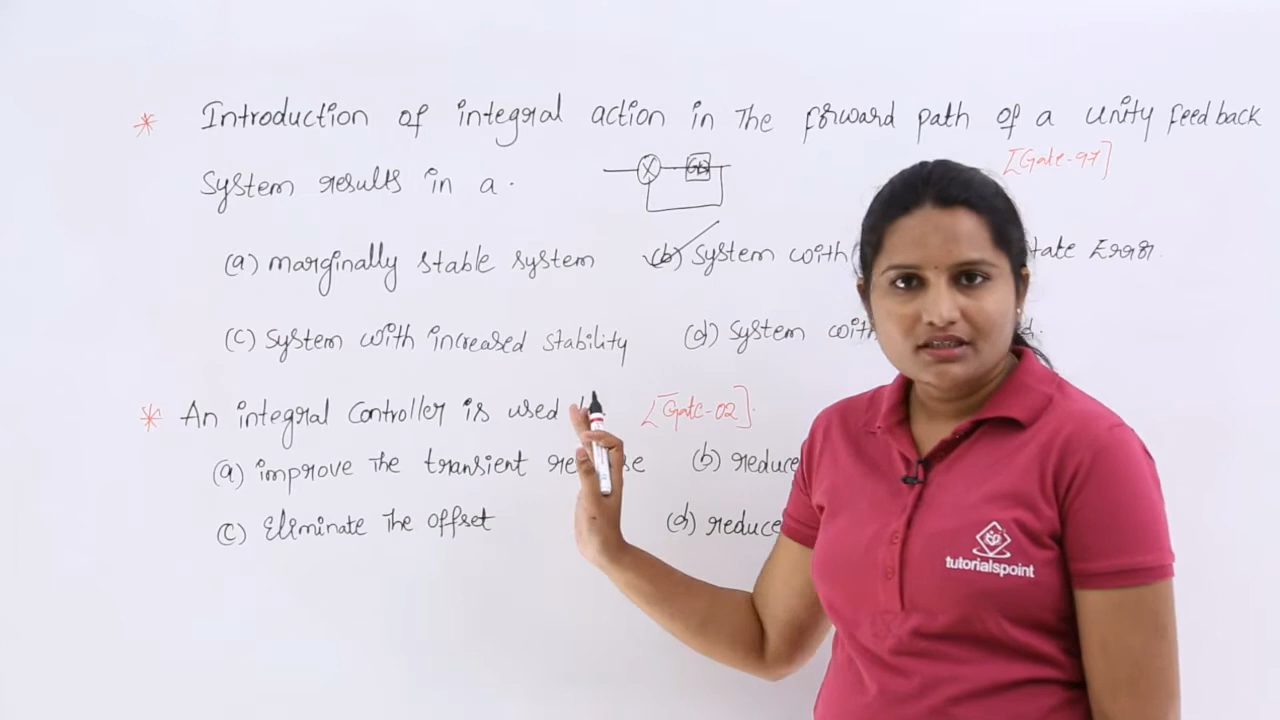 * Introduction of integral action in The forward path of a unity feedback
[Gate-97]
System results in a.
(a) marginally stable system (b) System with State Error.
(c) System with increased stability (d) System with
* An integral Controller is used [Gate-02].
(a) improve The transient (b) reduce
(c) Eliminate The offset (d) reduce
tutorialspoint